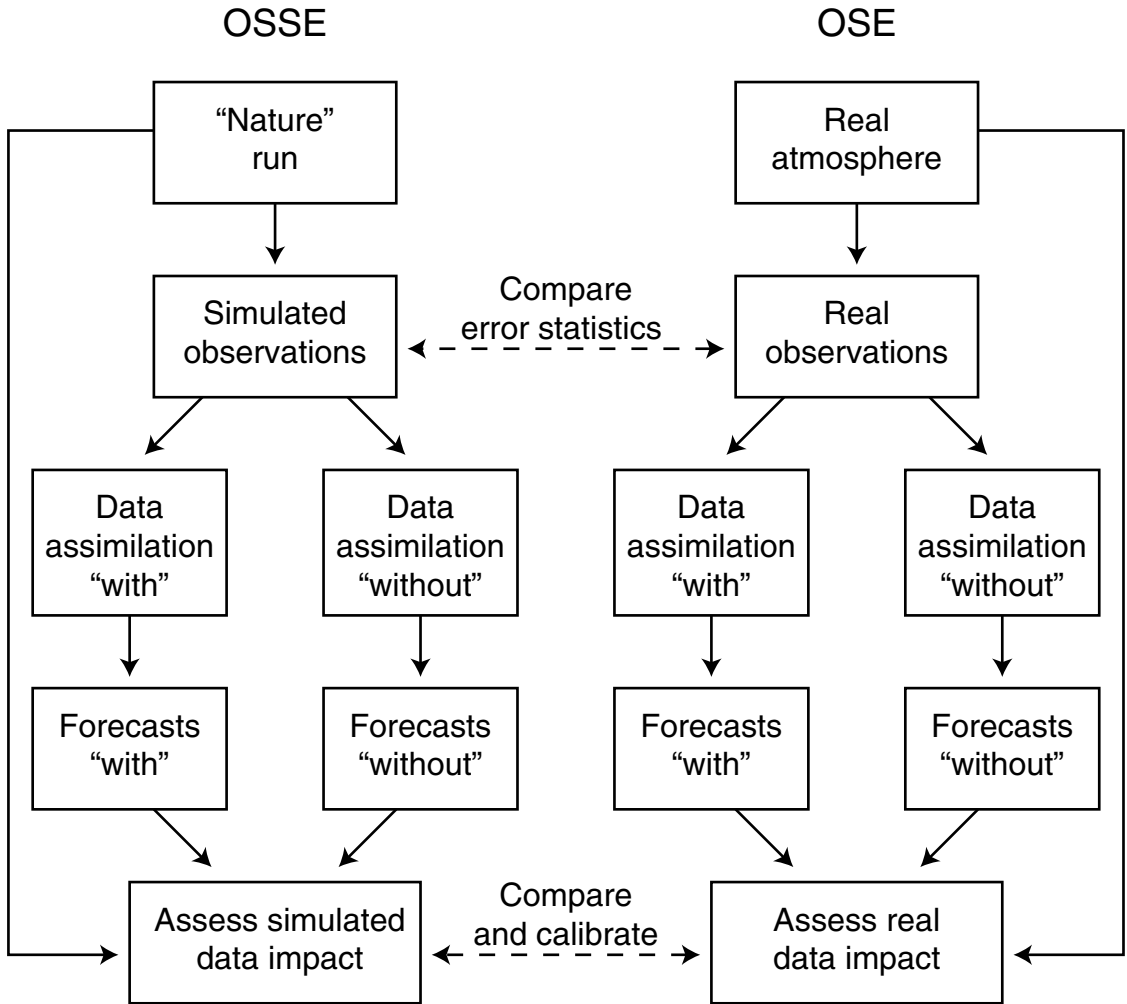 OSSE
OSE
“Nature”
run
Real
atmosphere
Simulated
observations
Compare
error statistics
Real
observations
Data
assimilation
“with”
Data
assimilation
“without”
Data
assimilation
“with”
Data
assimilation
“without”
Forecasts
“with”
Forecasts
“without”
Forecasts
“with”
Forecasts
“without”
Assess simulated
data impact
Compare
and calibrate
Assess real
data impact